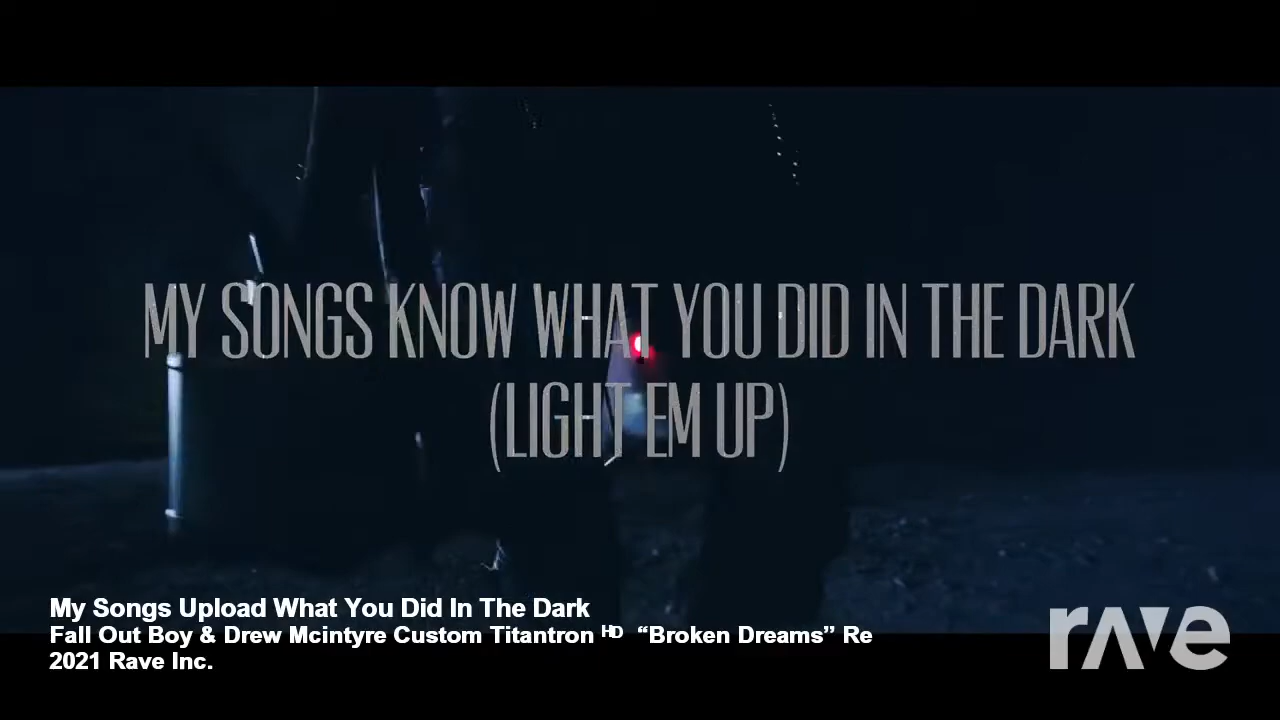 MY SONGS KNOW WHAT YOU DID IN THE DARK
(LIGHT EM UP)
My Songs Upload What You Did In The Dark
Fall Out Boy & Drew Mcintyre Custom Titantron ᴴᴰ “Broken Dreams” Re
2021 Rave Inc.
rave